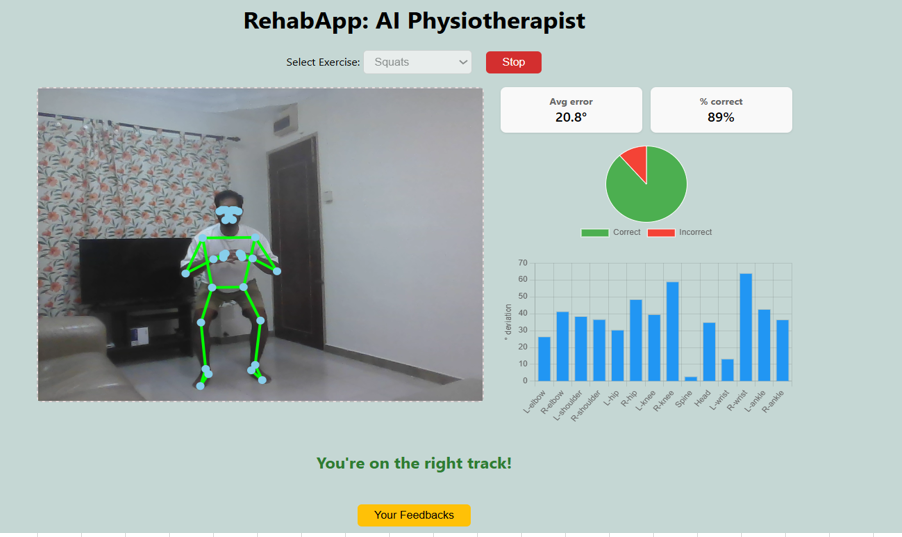 RehabApp: AI Physiotherapist
Select Exercise: Squats Stop
Avg error
20.8°
% correct
89%
Correct Incorrect
70
60
50
40
30
20
10
0
° deviation
L-elbow
R-elbow
L-shoulder
R-shoulder
L-hip
R-hip
L-knee
R-knee
Spine
Head
L-wrist
R-wrist
L-ankle
R-ankle
You're on the right track!
Your Feedbacks